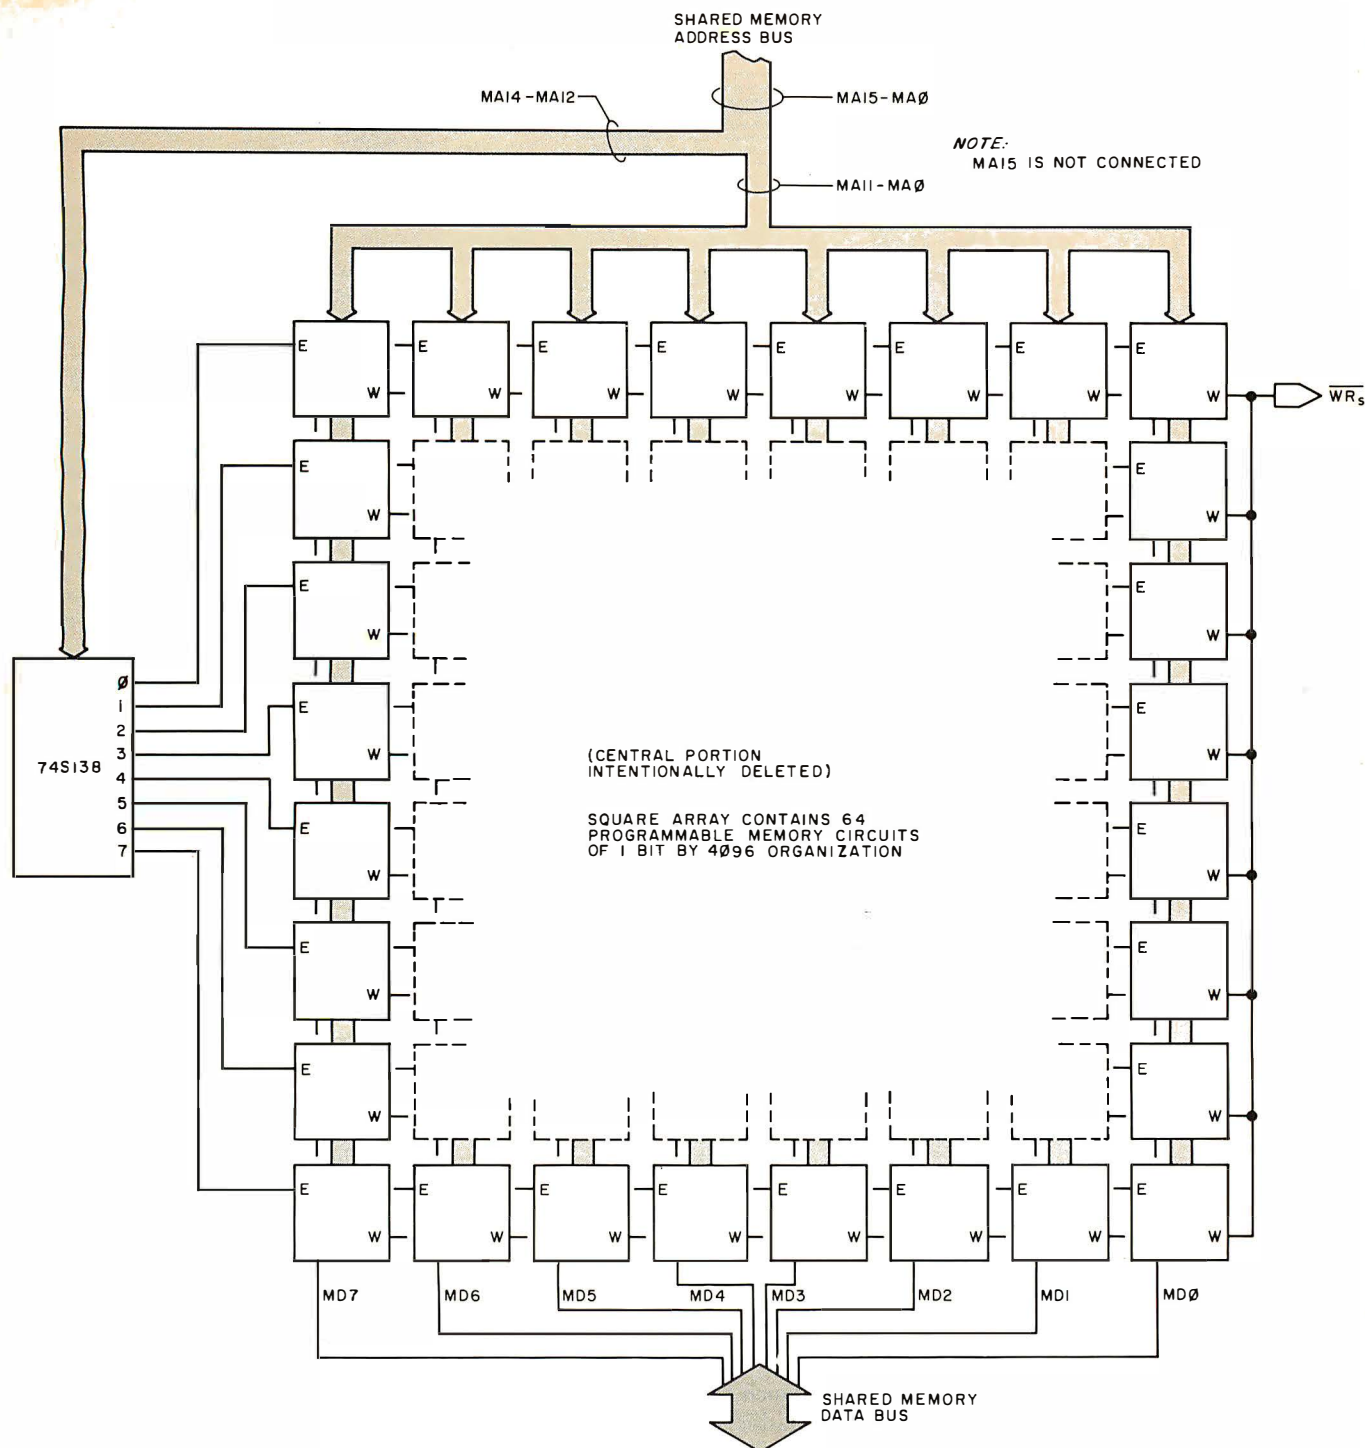 SHARED MEMORY
ADDRESS BUS
MA14-MA12
MA15-MAØ
NOTE:
MA15 IS NOT CONNECTED
MA11-MAØ
E E E E E E E E
W W W W W W W W
WRs
E E
W W
E E
W W
Ø
1
2
3
4
5
6
7
74S138
E E
W W
(CENTRAL PORTION
INTENTIONALLY DELETED)
SQUARE ARRAY CONTAINS 64
PROGRAMMABLE MEMORY CIRCUITS
OF 1 BIT BY 4Ø96 ORGANIZATION
E E
W W
E E
W W
E E
W W
E E E E E E E E
W W W W W W W W
MD7 MD6 MD5 MD4 MD3 MD2 MD1 MDØ
SHARED MEMORY
DATA BUS